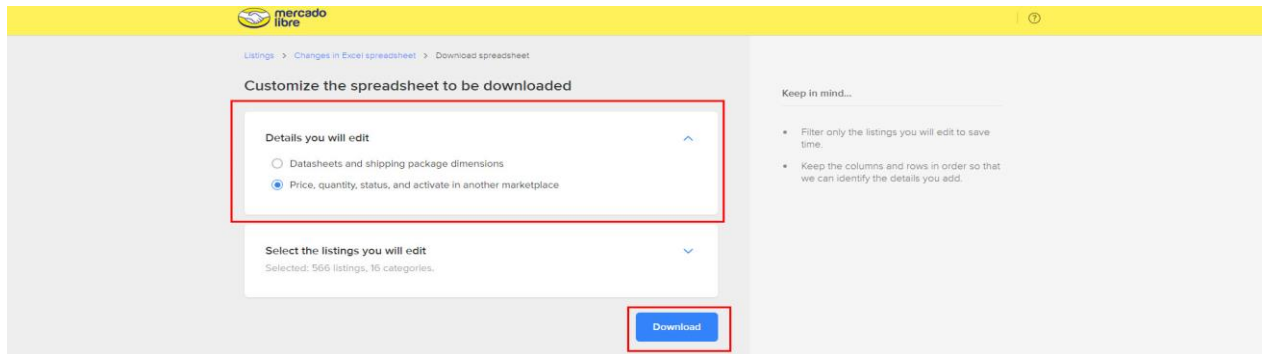 mercado
libre
Listings > Changes in Excel spreadsheet > Download spreadsheet
Customize the spreadsheet to be downloaded
Details you will edit
Datasheets and shipping package dimensions
Price, quantity, status, and activate in another marketplace
Select the listings you will edit
Selected: 566 listings, 16 categories.
Download
Keep in mind...
• Filter only the listings you will edit to save
time.
• Keep the columns and rows in order so that
we can identify the details you add.